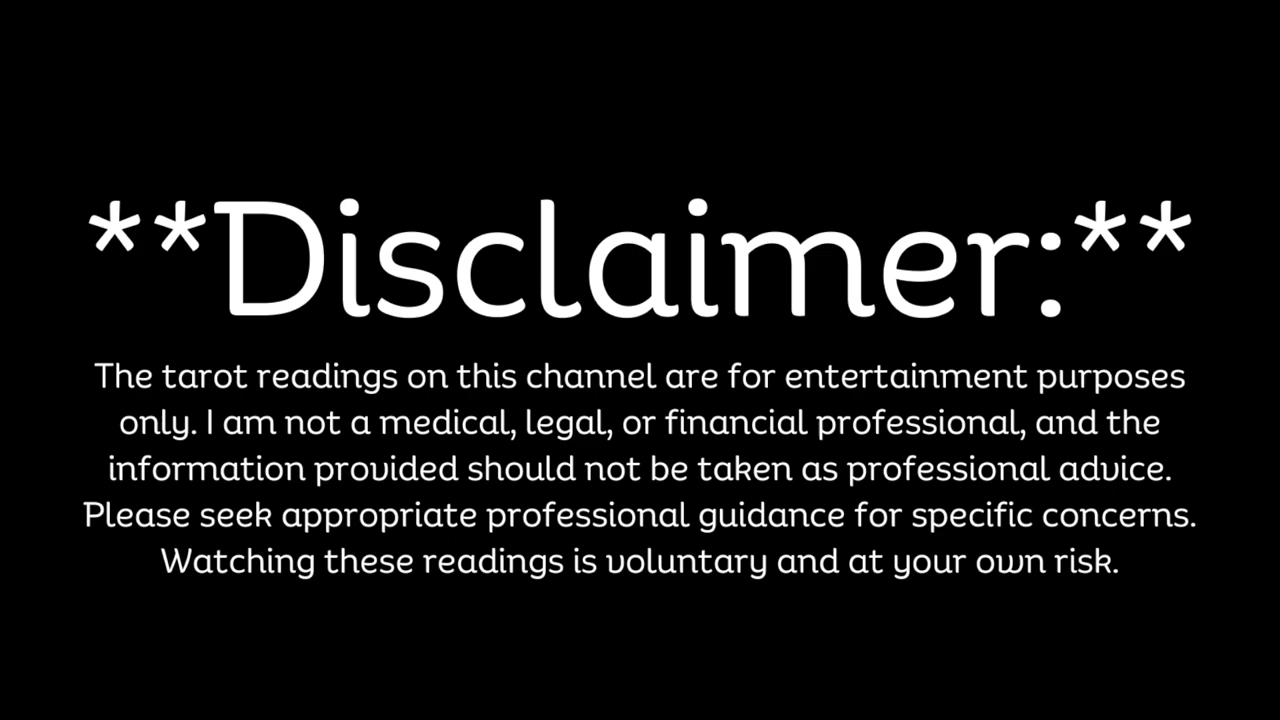 **Disclaimer:**
The tarot readings on this channel are for entertainment purposes
only. I am not a medical, legal, or financial professional, and the
information provided should not be taken as professional advice.
Please seek appropriate professional guidance for specific concerns.
Watching these readings is voluntary and at your own risk.